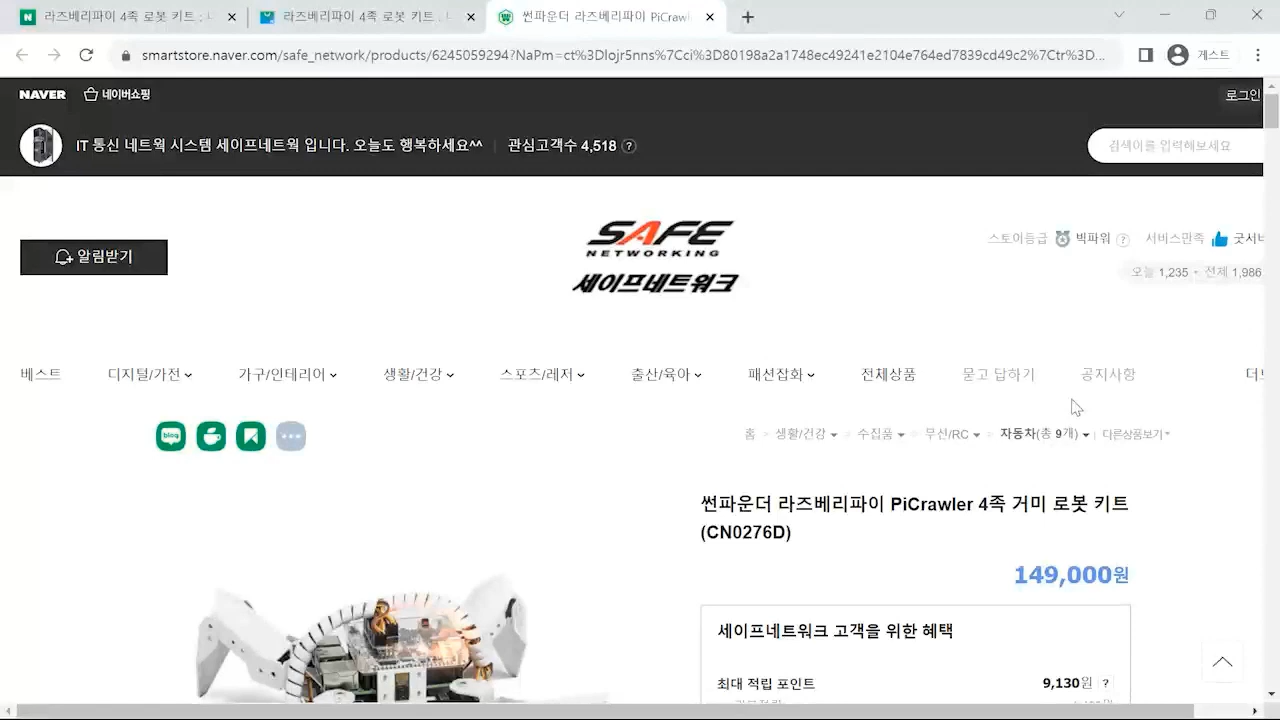 라즈베리파이 4족 로봇 키트 :
라즈베리파이 4족 로봇 키트 .
썬파운더 라즈베리파이 PiCraw
smartstore.naver.com/safe_network/products/6245059294?NaPm=ct%3Dlojr5nns%7Cci%3D80198a2a1748ec49241e2104e764ed7839cd49c2%7Ctr%3D...
게스트
NAVER 네이버쇼핑
로그인
IT 통신 네트웍 시스템 세이프네트웍 입니다. 오늘도 행복하세요^^ 관심고객수 4,518 ?
검색어를 입력해보세요
SAFE
NETWORKING
세이프네트워크
알림받기
스토어등급 빅파워 ? 서비스만족 굿서비
오늘 1,235 • 전체 1,986
베스트 디지털/가전 가구/인테리어 생활/건강 스포츠/레저 출산/육아 패션잡화 전체상품 묻고 답하기 공지사항
blog
홈 > 생활/건강 > 수집품 > 무선/RC > 자동차(총 9개) 다른상품보기
썬파운더 라즈베리파이 PiCrawler 4족 거미 로봇 키트
(CN0276D)
149,000원
세이프네트워크 고객을 위한 혜택
최대 적립 포인트 9,130원 ?